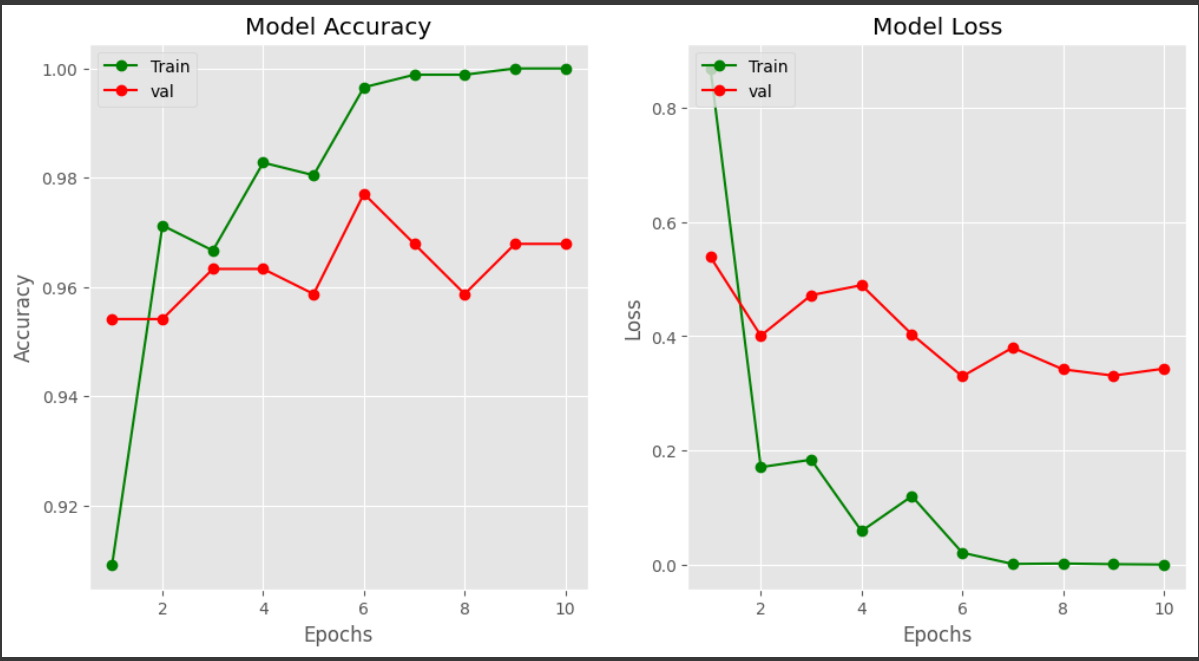 Model Accuracy
Train
val
1.00
0.98
0.96
0.94
0.92
Accuracy
2 4 6 8 10
Epochs
Model Loss
Train
val
0.8
0.6
0.4
0.2
0.0
Loss
2 4 6 8 10
Epochs